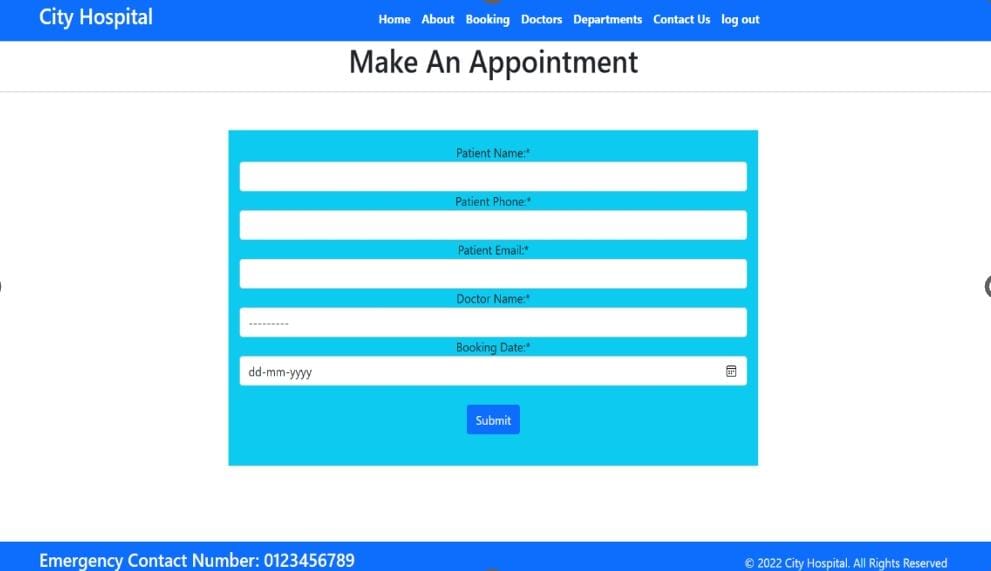 City Hospital
Home About Booking Doctors Departments Contact Us log out
Make An Appointment
Patient Name:*
Patient Phone:*
Patient Email:*
Doctor Name:*
---------
Booking Date:*
dd-mm-yyyy
Submit
Emergency Contact Number: 0123456789
© 2022 City Hospital. All Rights Reserved